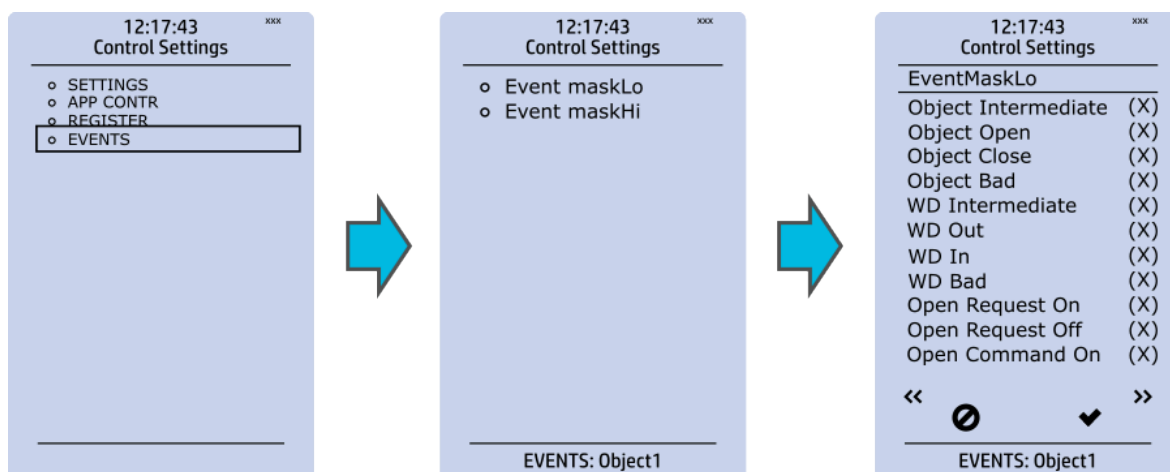 12:17:43 xxx
Control Settings
SETTINGS
APP CONTR
REGISTER
EVENTS
12:17:43 xxx
Control Settings
Event maskLo
Event maskHi
EVENTS: Object1
12:17:43 xxx
Control Settings
EventMaskLo
Object Intermediate (X)
Object Open (X)
Object Close (X)
Object Bad (X)
WD Intermediate (X)
WD Out (X)
WD In (X)
WD Bad (X)
Open Request On (X)
Open Request Off (X)
Open Command On (X)
<< >>
EVENTS: Object1